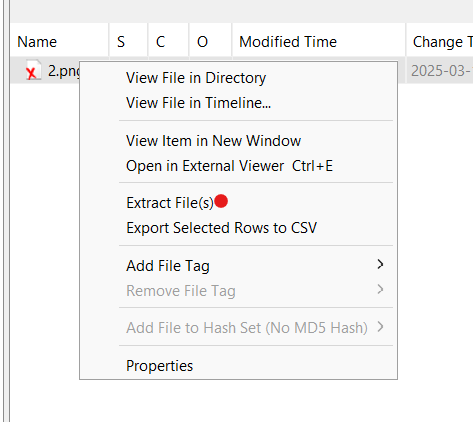 Name S C O Modified Time Change T
2.png 2025-03-
View File in Directory
View File in Timeline...
View Item in New Window
Open in External Viewer Ctrl+E
Extract File(s)
Export Selected Rows to CSV
Add File Tag
Remove File Tag
Add File to Hash Set (No MD5 Hash)
Properties